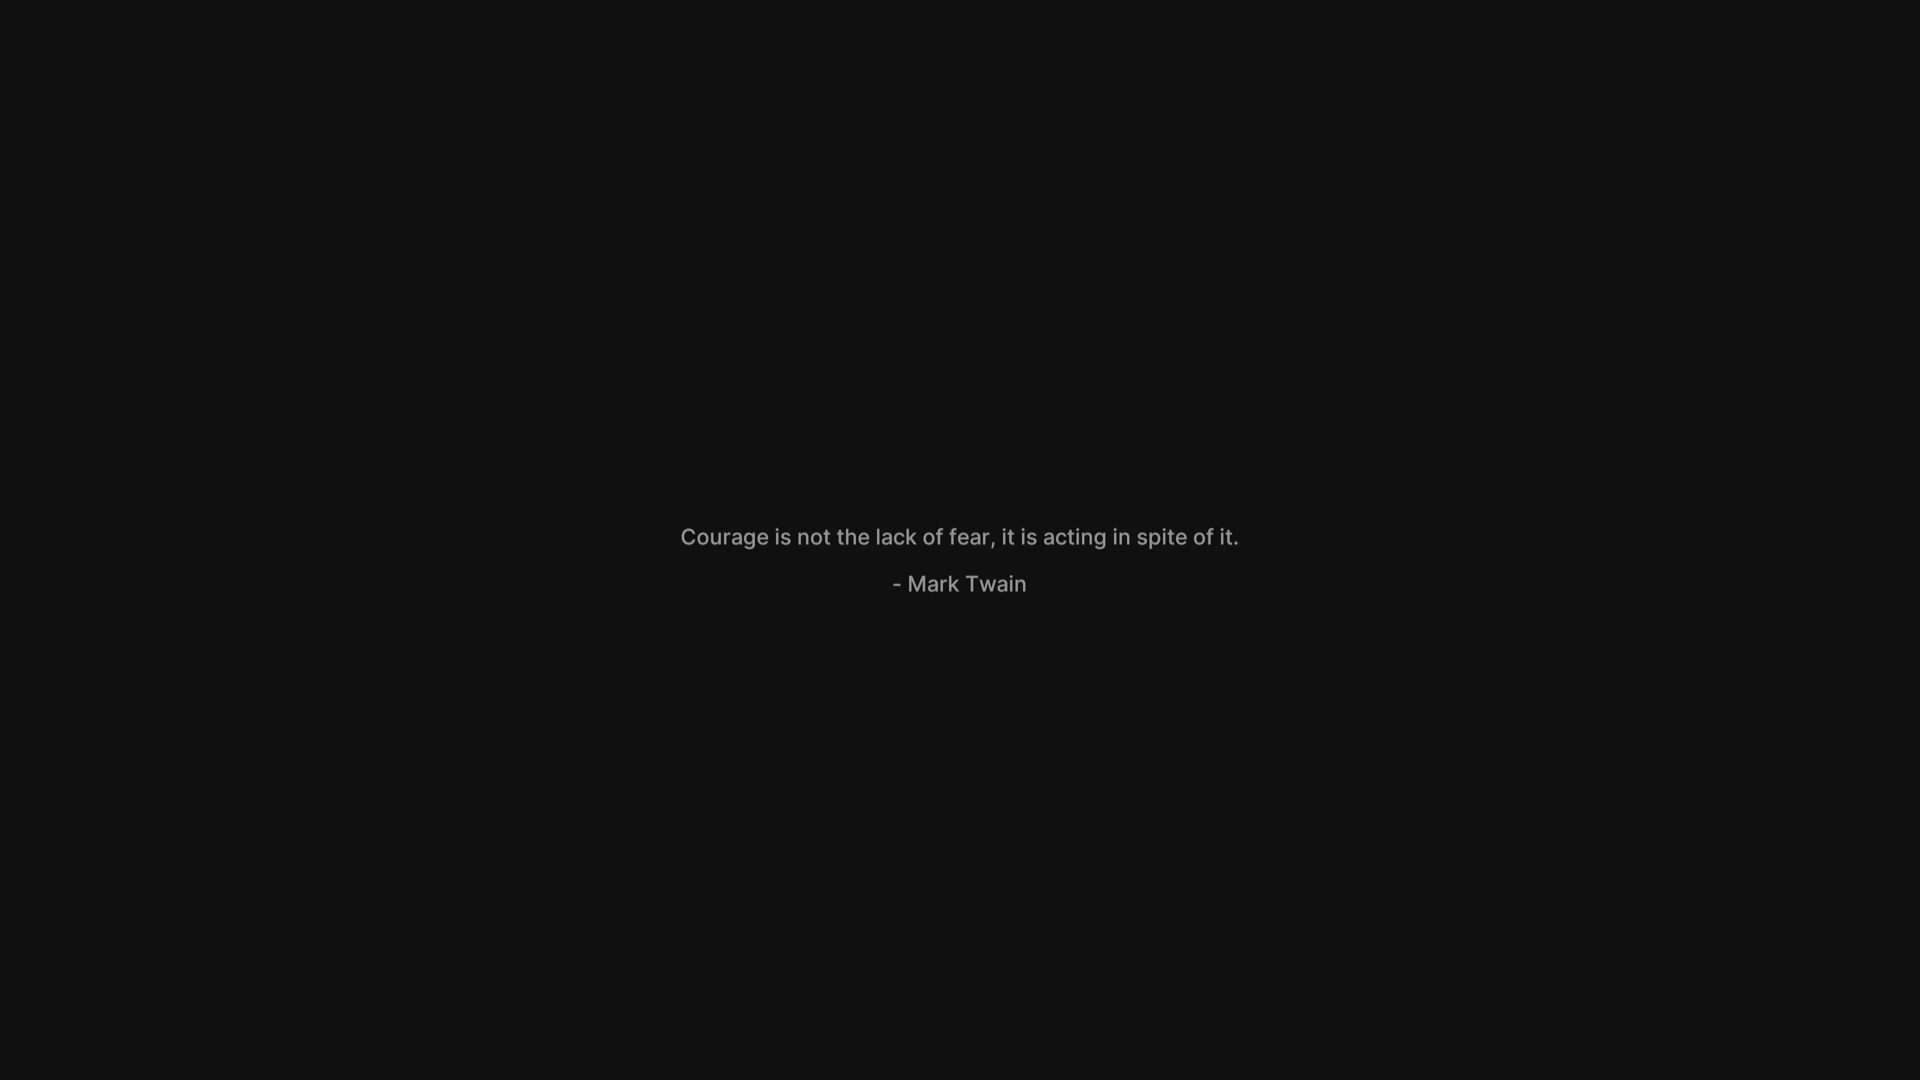 Courage is not the lack of fear, it is acting in spite of it.
- Mark Twain